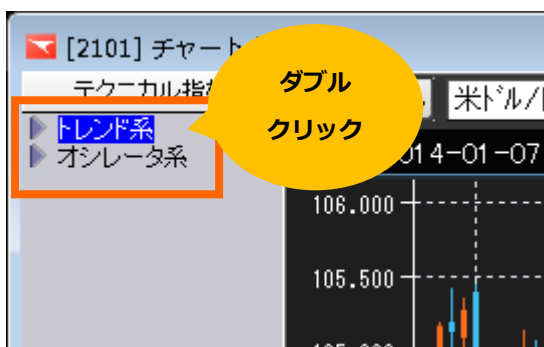 [2101] チャート
テクニカル指
ダブル
クリック
米ドル/
トレンド系
オシレータ系
14-01-07
106.000
105.500